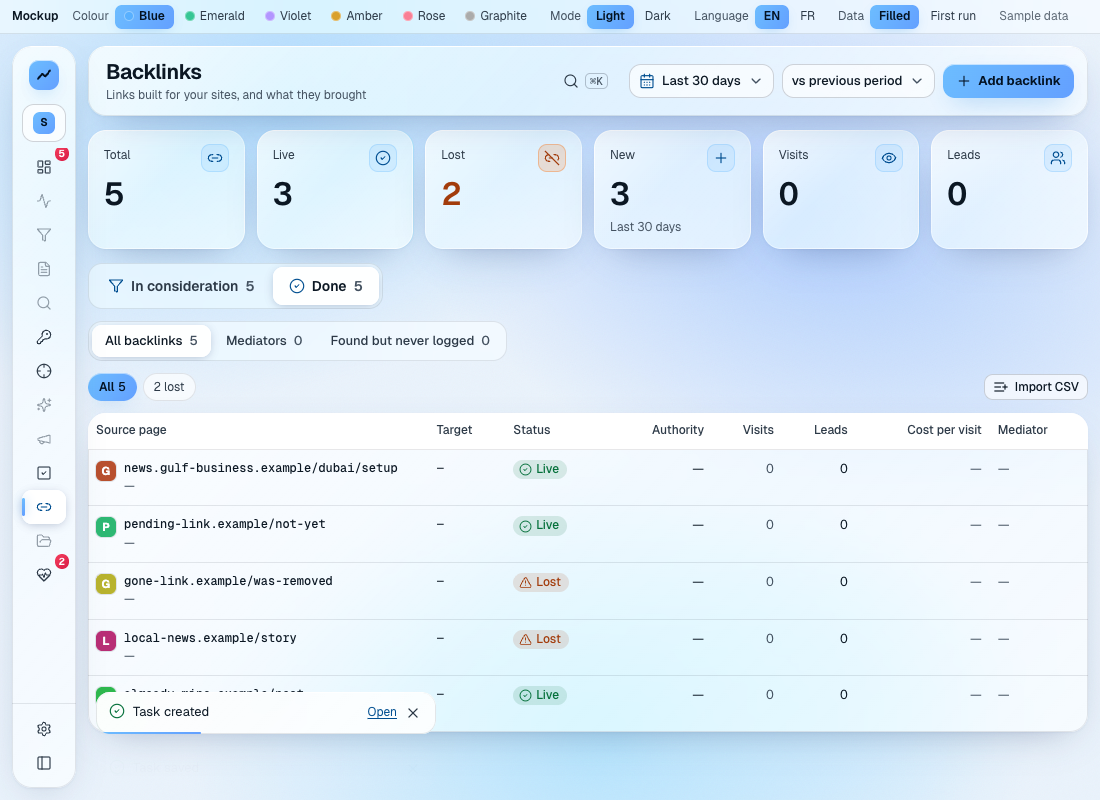 Mockup Colour Blue Emerald Violet Amber Rose Graphite Mode Light Dark Language EN FR Data Filled First run Sample data
Backlinks
Links built for your sites, and what they brought
⌘K
Last 30 days
vs previous period
Add backlink
S
5
2
Total
5
Live
3
Lost
2
New
3
Last 30 days
Visits
0
Leads
0
In consideration 5
Done 5
All backlinks 5
Mediators 0
Found but never logged 0
All 5
2 lost
Import CSV
Source page Target Status Authority Visits Leads Cost per visit Mediator
G news.gulf-business.example/dubai/setup – Live — 0 0 — —
—
P pending-link.example/not-yet – Live — 0 0 — —
—
G gone-link.example/was-removed – Lost — 0 0 — —
—
L local-news.example/story – Lost — 0 0 — —
—
– Live — 0 0 — —
Task created Open